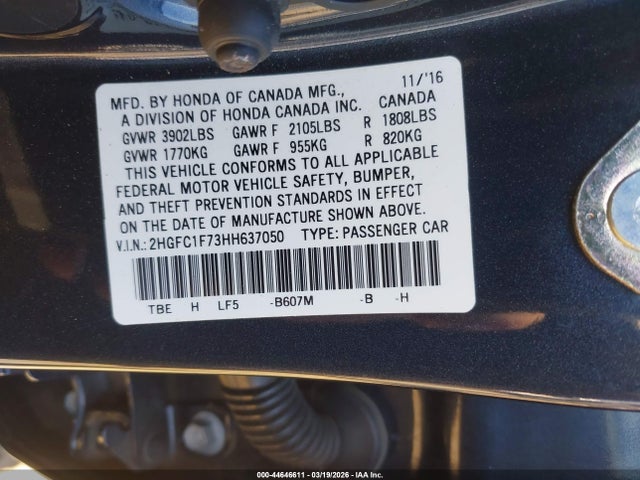 MFD. BY HONDA OF CANADA MFG., 11/'16
A DIVISION OF HONDA CANADA INC. CANADA
GVWR 3902LBS GAWR F 2105LBS R 1808LBS
GVWR 1770KG GAWR F 955KG R 820KG
THIS VEHICLE CONFORMS TO ALL APPLICABLE
FEDERAL MOTOR VEHICLE SAFETY, BUMPER,
AND THEFT PREVENTION STANDARDS IN EFFECT
ON THE DATE OF MANUFACTURE SHOWN ABOVE.
V.I.N.:2HGFC1F73HH637050 TYPE: PASSENGER CAR
TBE H LF5 -B607M -B -H
000-44646611 - 03/19/2026 - IAA Inc.